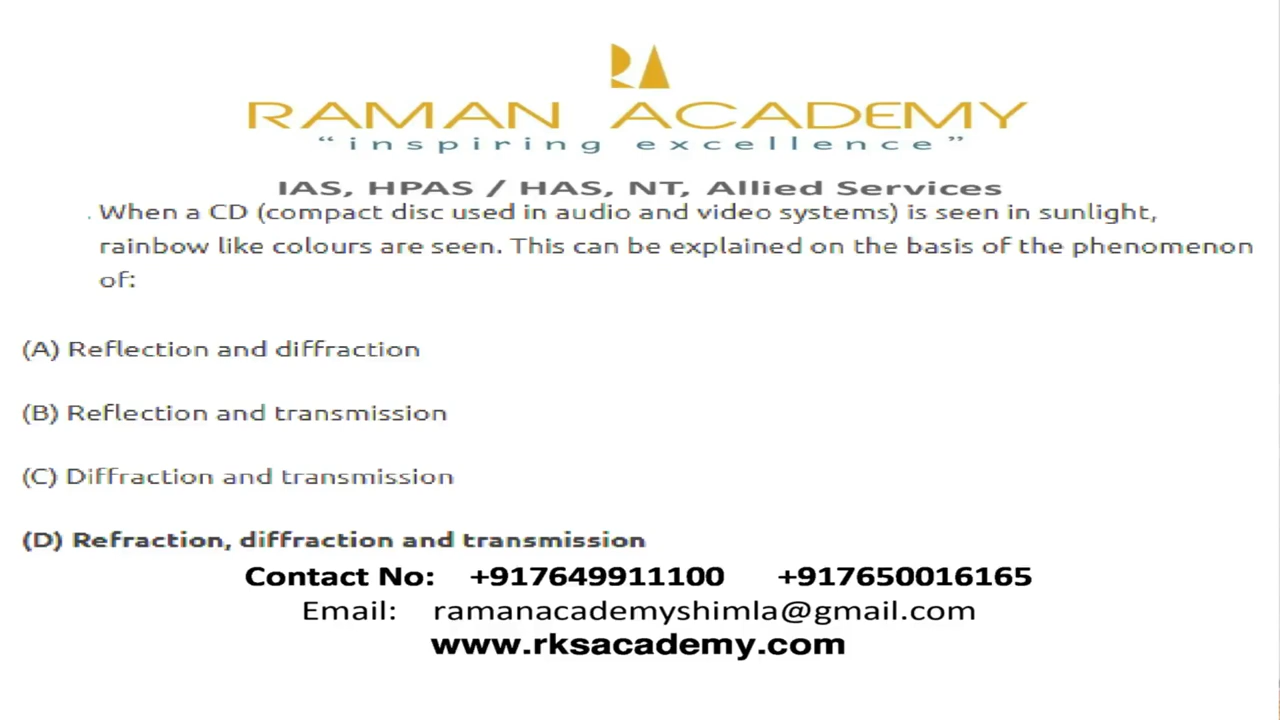 RA
RAMAN ACADEMY
“inspiring excellence”
IAS, HPAS / HAS, NT, Allied Services
. When a CD (compact disc used in audio and video systems) is seen in sunlight,
rainbow like colours are seen. This can be explained on the basis of the phenomenon
of:
(A) Reflection and diffraction
(B) Reflection and transmission
(C) Diffraction and transmission
(D) Refraction, diffraction and transmission
Contact No: +917649911100 +917650016165
Email: ramanacademyshimla@gmail.com
www.rksacademy.com